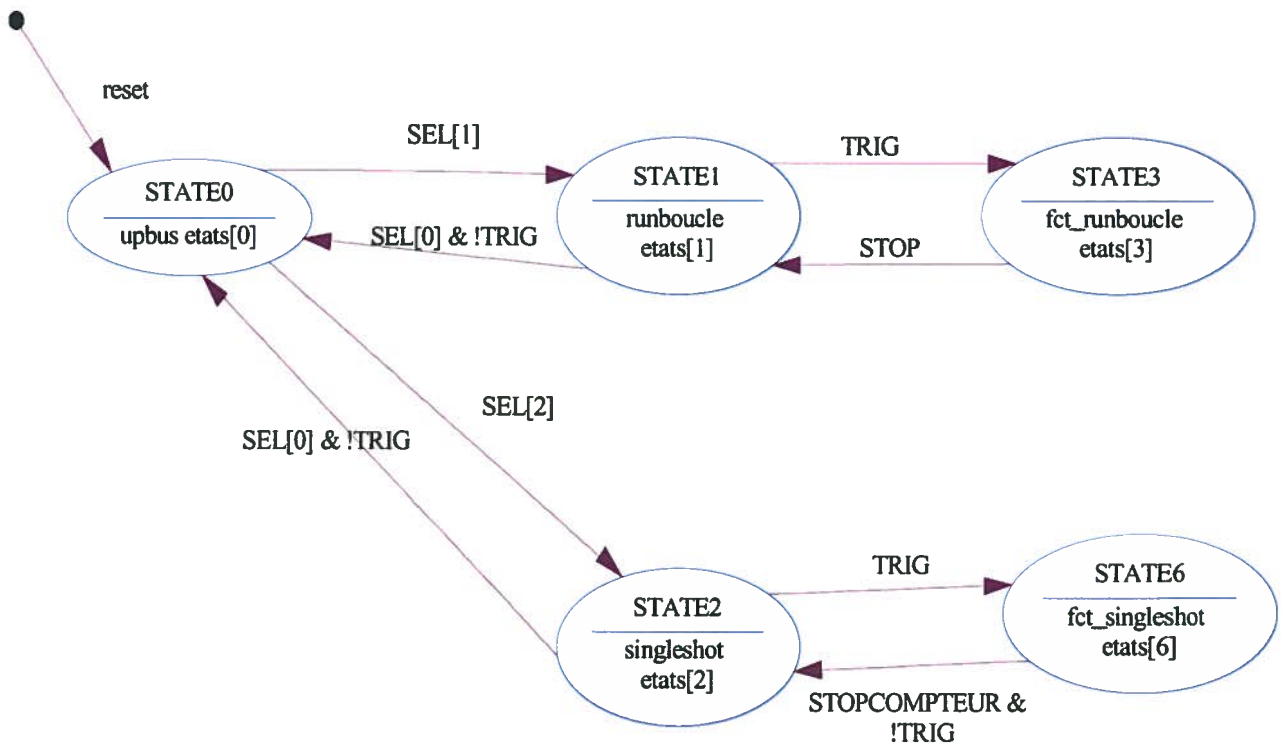 reset
SEL[1]
TRIG
STATE0
upbus etats[0]
STATE1
runboucle
etats[1]
STATE3
fct_runboucle
etats[3]
SEL[0] & !TRIG
STOP
SEL[2]
SEL[0] & !TRIG
TRIG
STATE2
singleshot
etats[2]
STATE6
fct_singleshot
etats[6]
STOPCOMPTEUR &
!TRIG